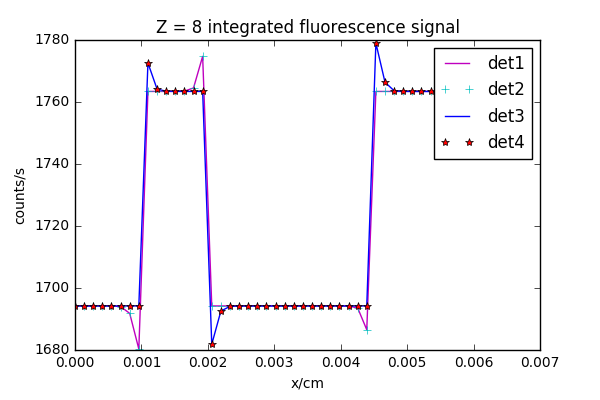 Z = 8 integrated fluorescence signal
1780
1760
1740
1720
1700
1680
counts/s
det1
det2
det3
det4
0.000 0.001 0.002 0.003 0.004 0.005 0.006 0.007
x/cm